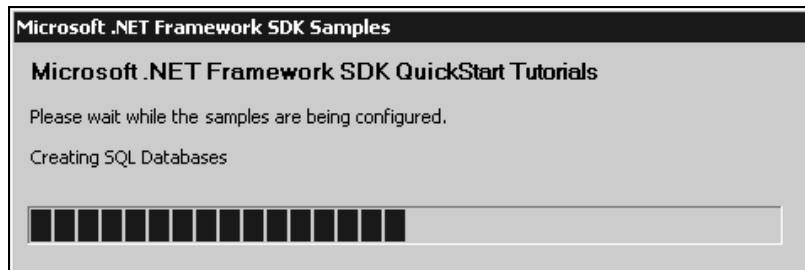 Microsoft .NET Framework SDK Samples
Microsoft .NET Framework SDK QuickStart Tutorials
Please wait while the samples are being configured.
Creating SQL Databases